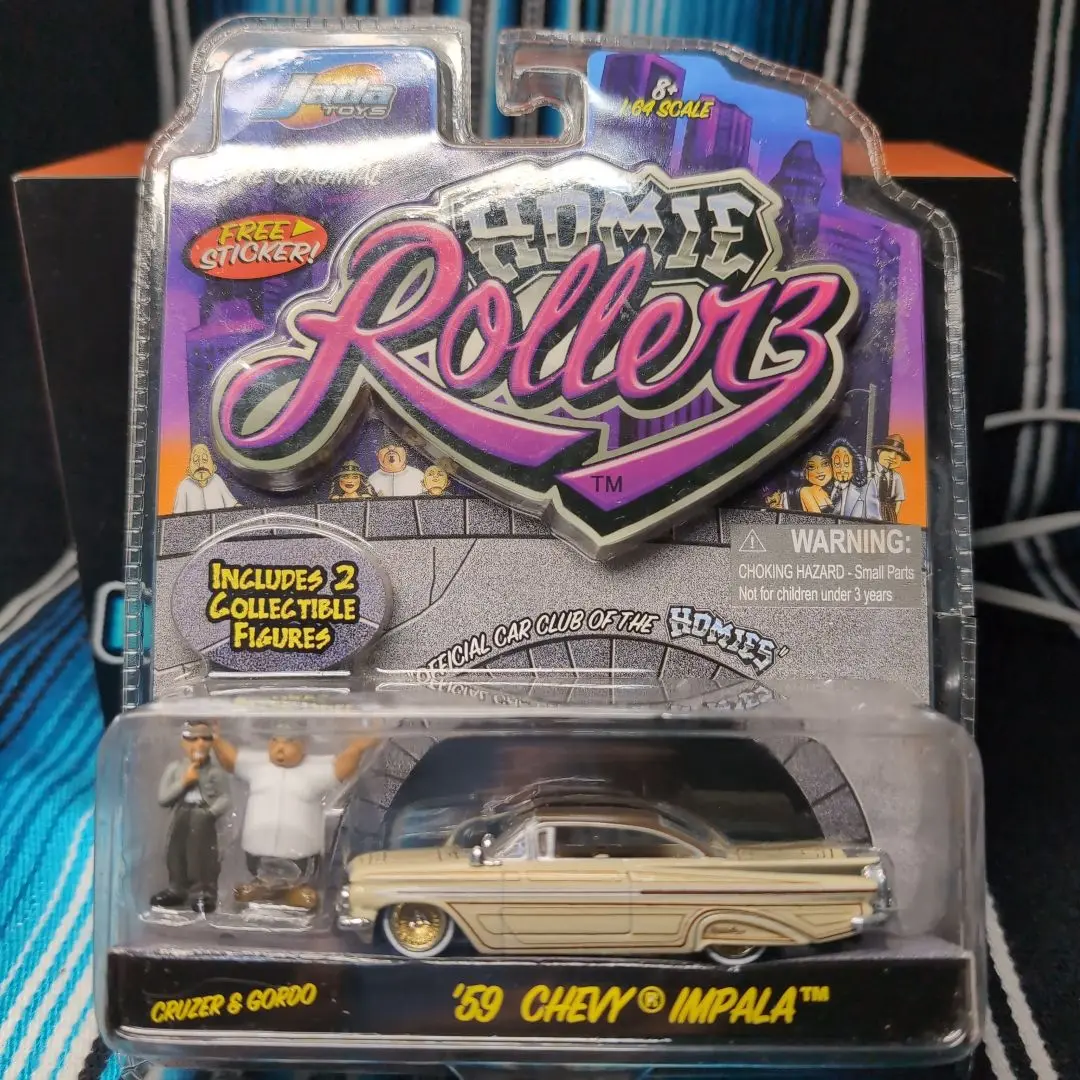 Jada
TOYS
8+
1:64 SCALE
ORIGINAL
FREE
STICKER!
HOMIE
Roller3
TM
WARNING:
CHOKING HAZARD - Small Parts
Not for children under 3 years
INCLUDES 2
COLLECTIBLE
FIGURES
"OFFICIAL CAR CLUB OF THE HOMIES"
CRUZER & GORDO
'59 CHEVY® IMPALA™